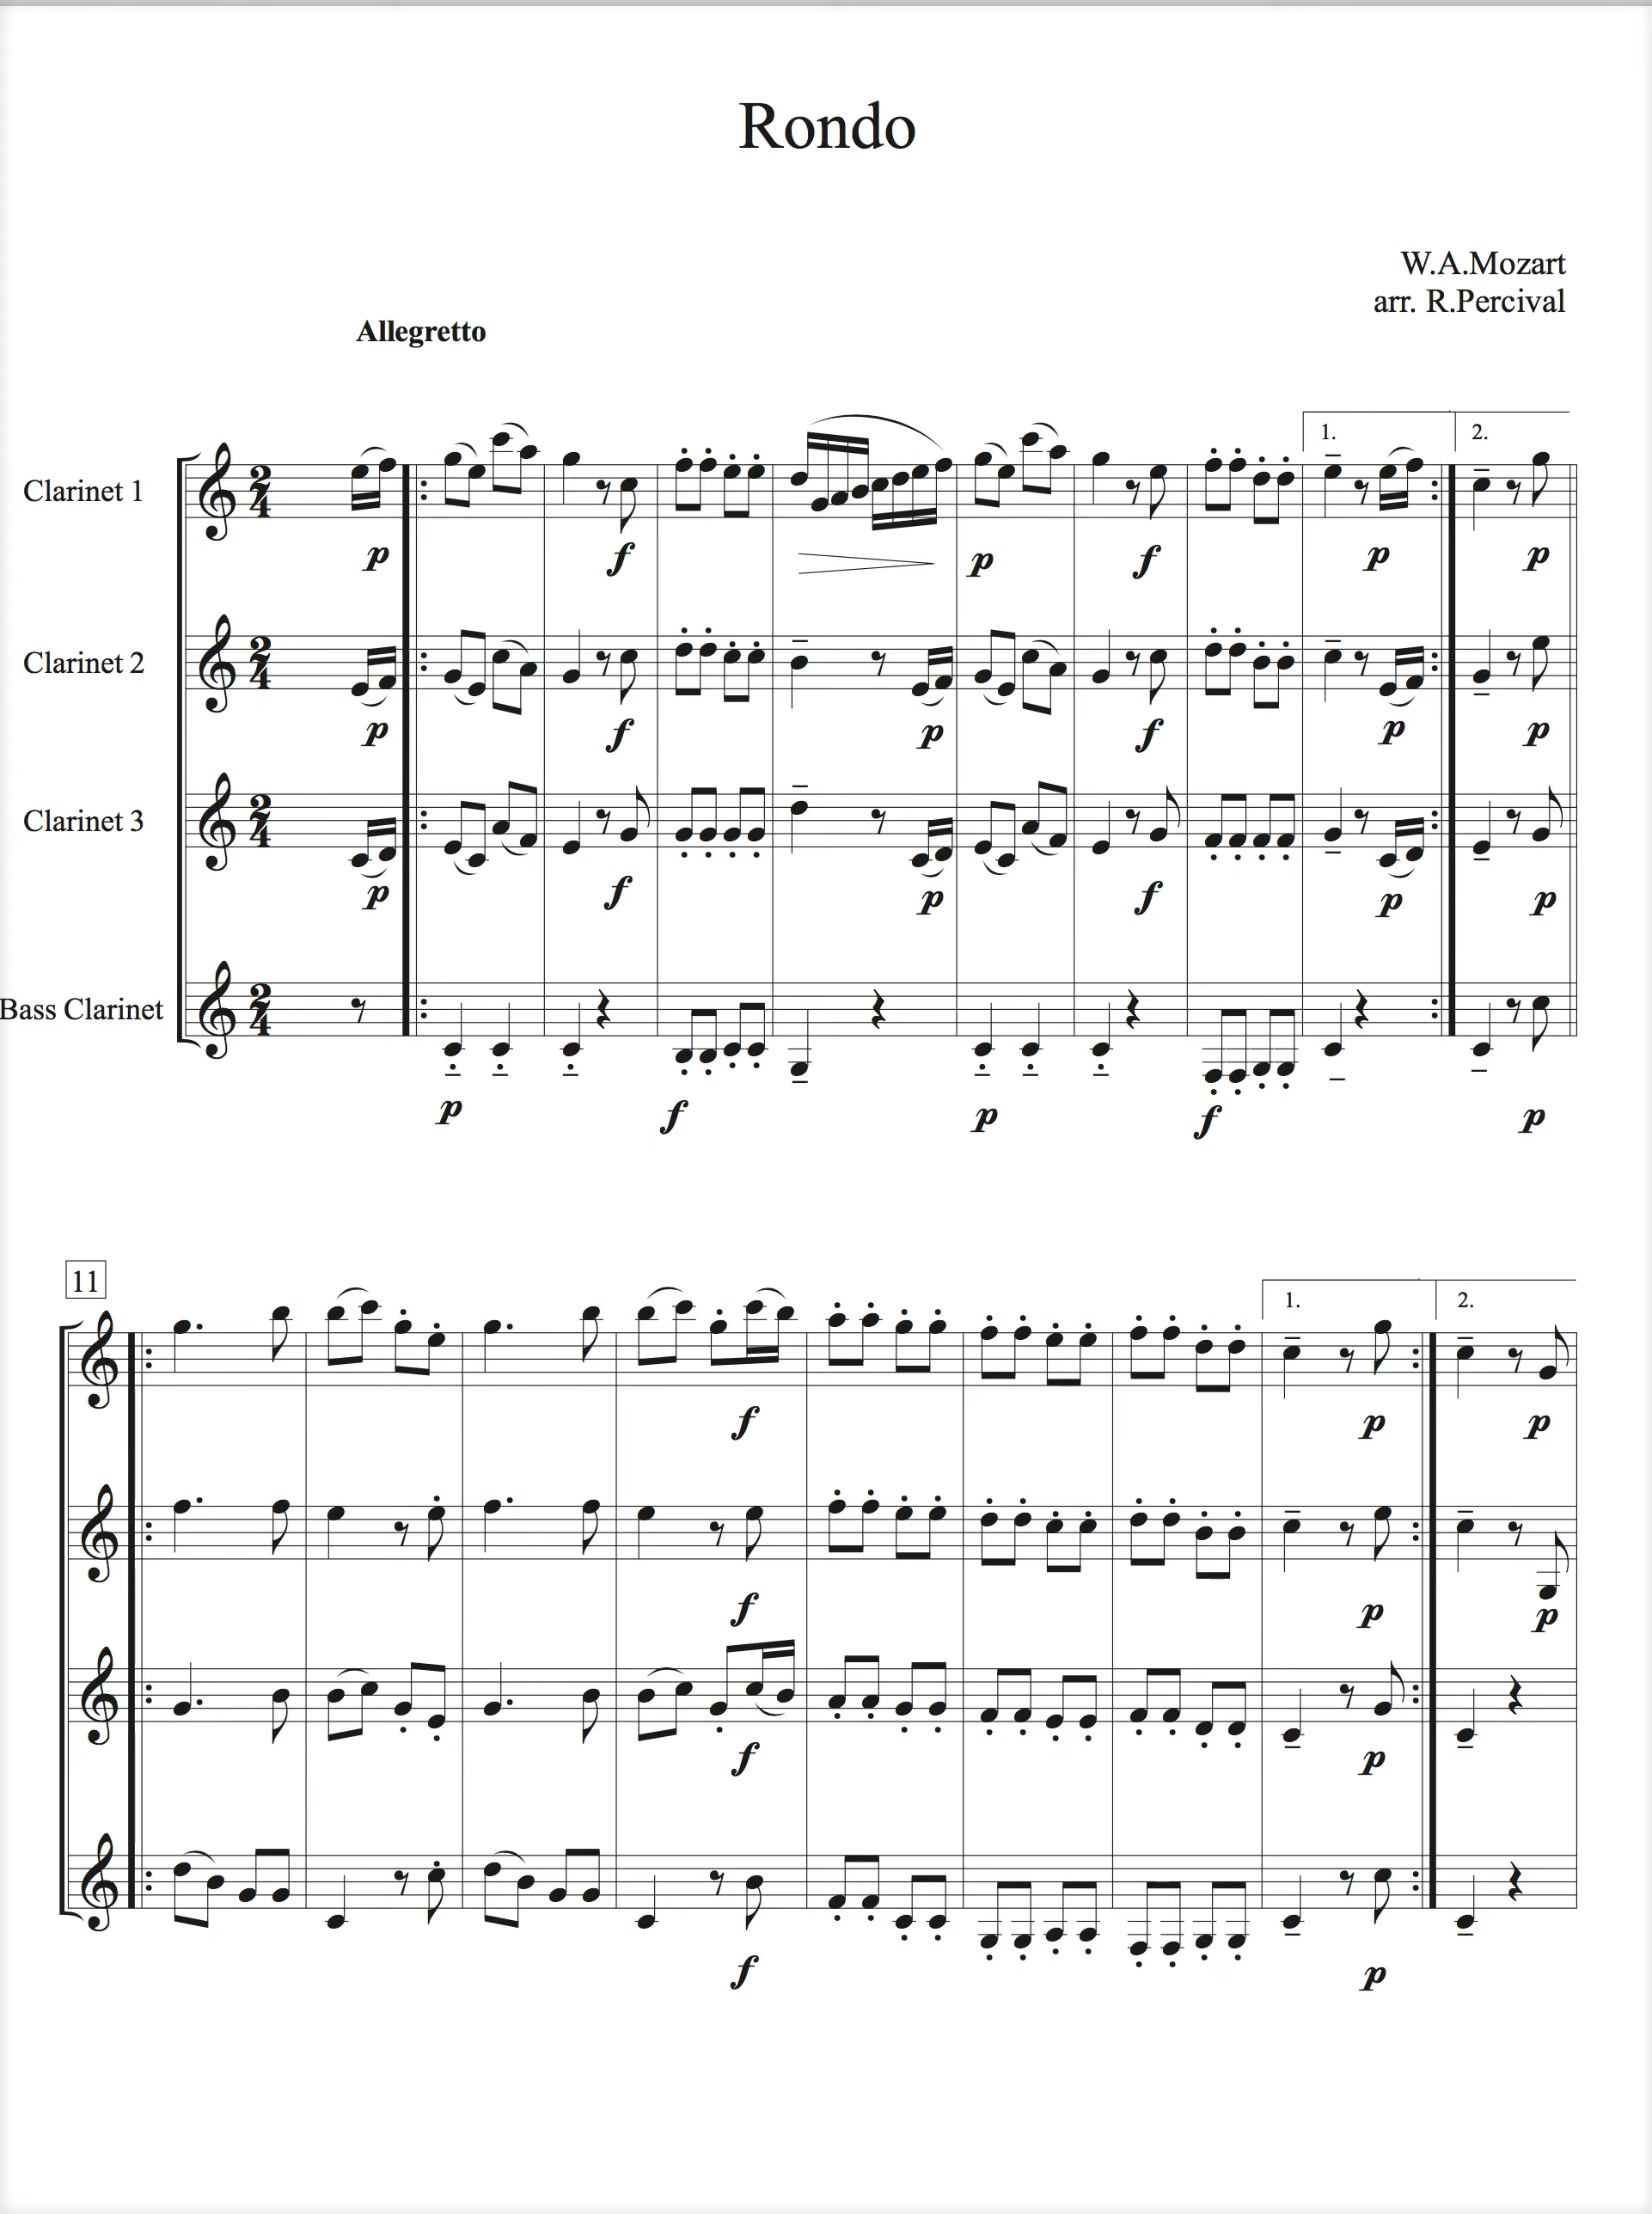 Rondo
W.A.Mozart
arr. R.Percival
Allegretto
1. 2.
Clarinet 1
p f p f p p
Clarinet 2
p f p f p p
Clarinet 3
p f p f p p
Bass Clarinet
p f p f p
11
1. 2.
f p p
f p p
f p
f p